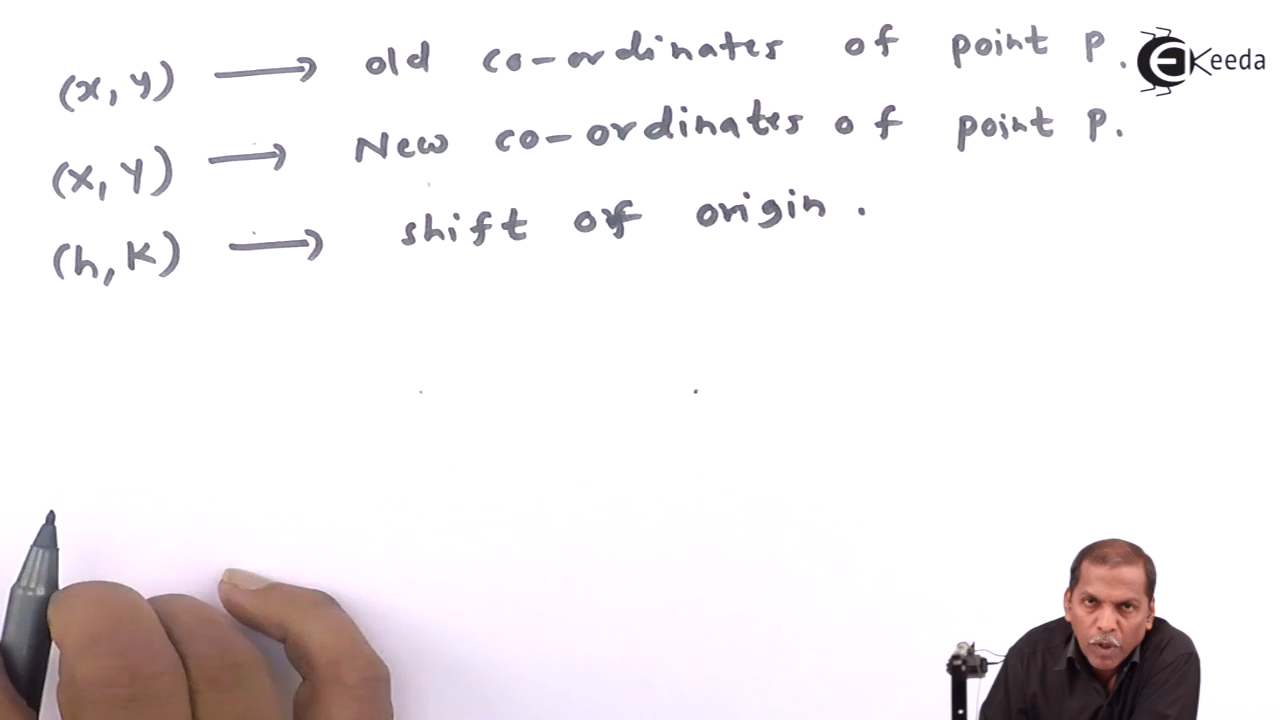 (x, y) ⟶ old co-ordinates of point P.
(X, Y) ⟶ New co-ordinates of point P.
(h, K) ⟶ shift of origin.
EKeeda